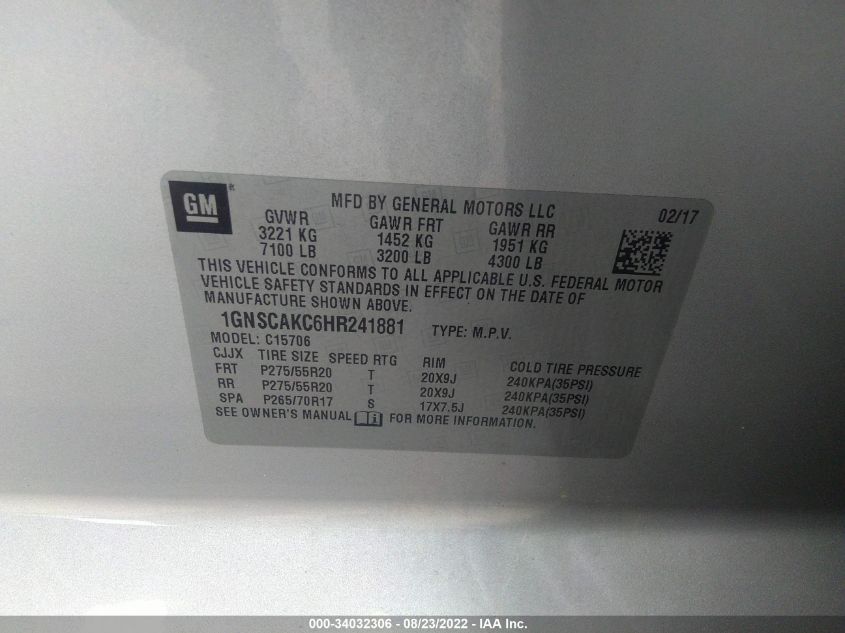 GM
MFD BY GENERAL MOTORS LLC
02/17
GVWR GAWR FRT GAWR RR
3221 KG 1452 KG 1951 KG
7100 LB 3200 LB 4300 LB
THIS VEHICLE CONFORMS TO ALL APPLICABLE U.S. FEDERAL MOTOR
VEHICLE SAFETY STANDARDS IN EFFECT ON THE DATE OF
MANUFACTURE SHOWN ABOVE.
1GNSCAKC6HR241881 TYPE: M.P.V.
MODEL: C15706
CJJX TIRE SIZE SPEED RTG RIM COLD TIRE PRESSURE
FRT P275/55R20 T 20X9J 240KPA(35PSI)
RR P275/55R20 T 20X9J 240KPA(35PSI)
SPA P265/70R17 S 17X7.5J 240KPA(35PSI)
SEE OWNER'S MANUAL i FOR MORE INFORMATION.
000-34032306 - 08/23/2022 - IAA Inc.